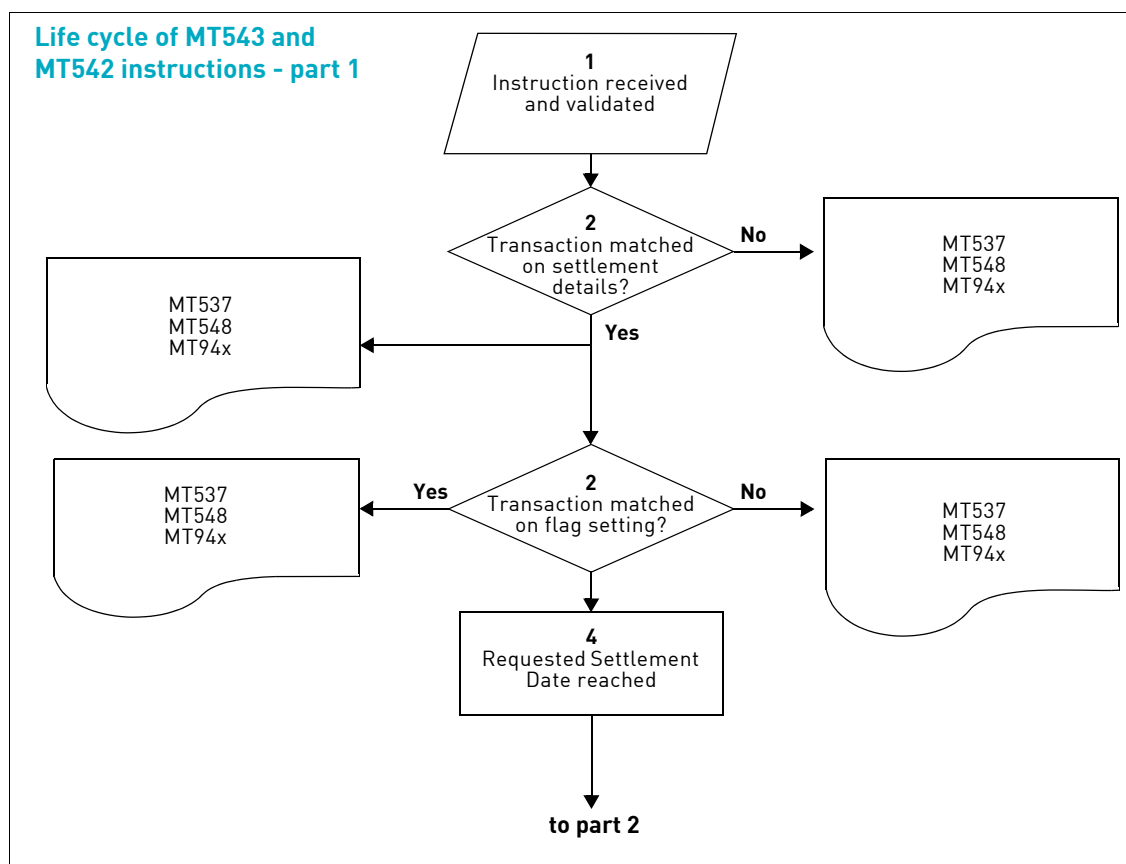 Life cycle of MT543 and
MT542 instructions - part 1
1
Instruction received
and validated
2
Transaction matched
on settlement
details?
No
MT537
MT548
MT94x
Yes
MT537
MT548
MT94x
2
Transaction matched
on flag setting?
Yes
MT537
MT548
MT94x
No
MT537
MT548
MT94x
4
Requested Settlement
Date reached
to part 2